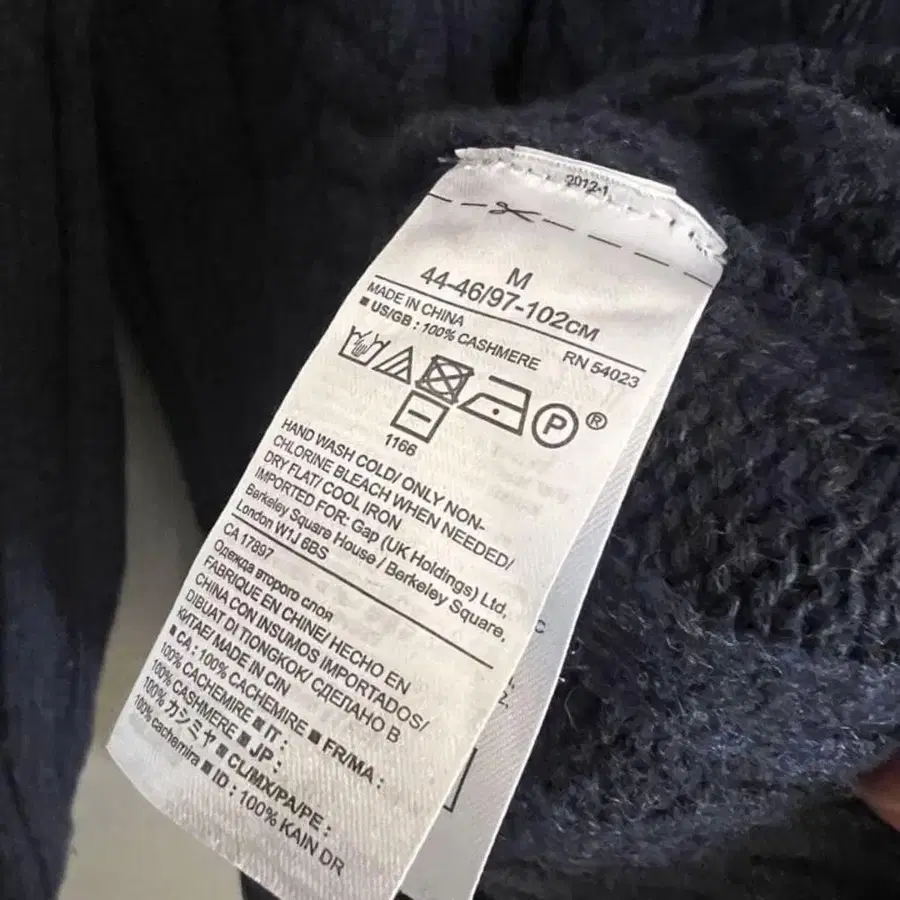 2012-1
M
44-46/97-102CM
MADE IN CHINA
■ US/GB : 100% CASHMERE RN 54023
P ®
1166
HAND WASH COLD/ ONLY NON-
CHLORINE BLEACH WHEN NEEDED/
DRY FLAT/ COOL IRON
IMPORTED FOR: Gap (UK Holdings) Ltd,
Berkeley Square House / Berkeley Square,
London W1J 6BS
CA 17897
Одежда второго слоя
FABRIQUE EN CHINE/ HECHO EN
CHINA CON INSUMOS IMPORTADOS/
DIBUAT DI TIONGKOK/ СДЕЛАНО В
КИТАЕ/ MADE IN CIN
■ CA : 100% CACHEMIRE ■ FR/MA :
100% CACHEMIRE ■ IT :
100% CASHMERE ■ JP :
100% カシミヤ ■ CL/MX/PA/PE :
100% cachemira ■ ID : 100% KAIN DR